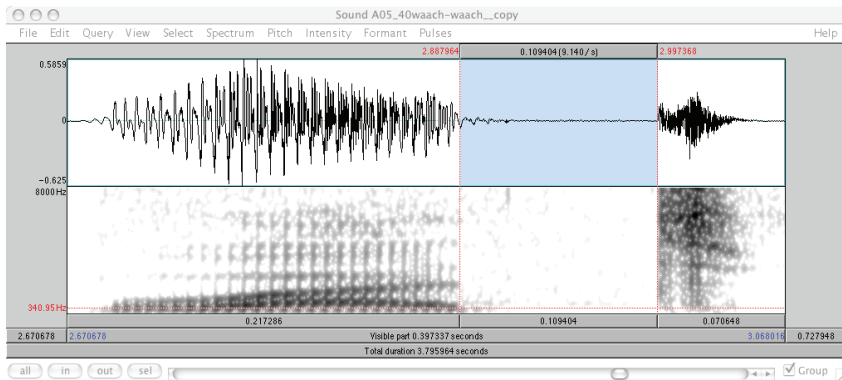 Sound A05_40waach-waach__copy
File Edit Query View Select Spectrum Pitch Intensity Formant Pulses Help
2.887964 0.109404 (9.140 / s) 2.997368
0.5859
0
-0.625
8000 Hz
340.95 Hz
0.217286 0.109404 0.070648
2.670678 2.670678 Visible part 0.397337 seconds 3.068016 0.727948
Total duration 3.795964 seconds
all in out sel Group